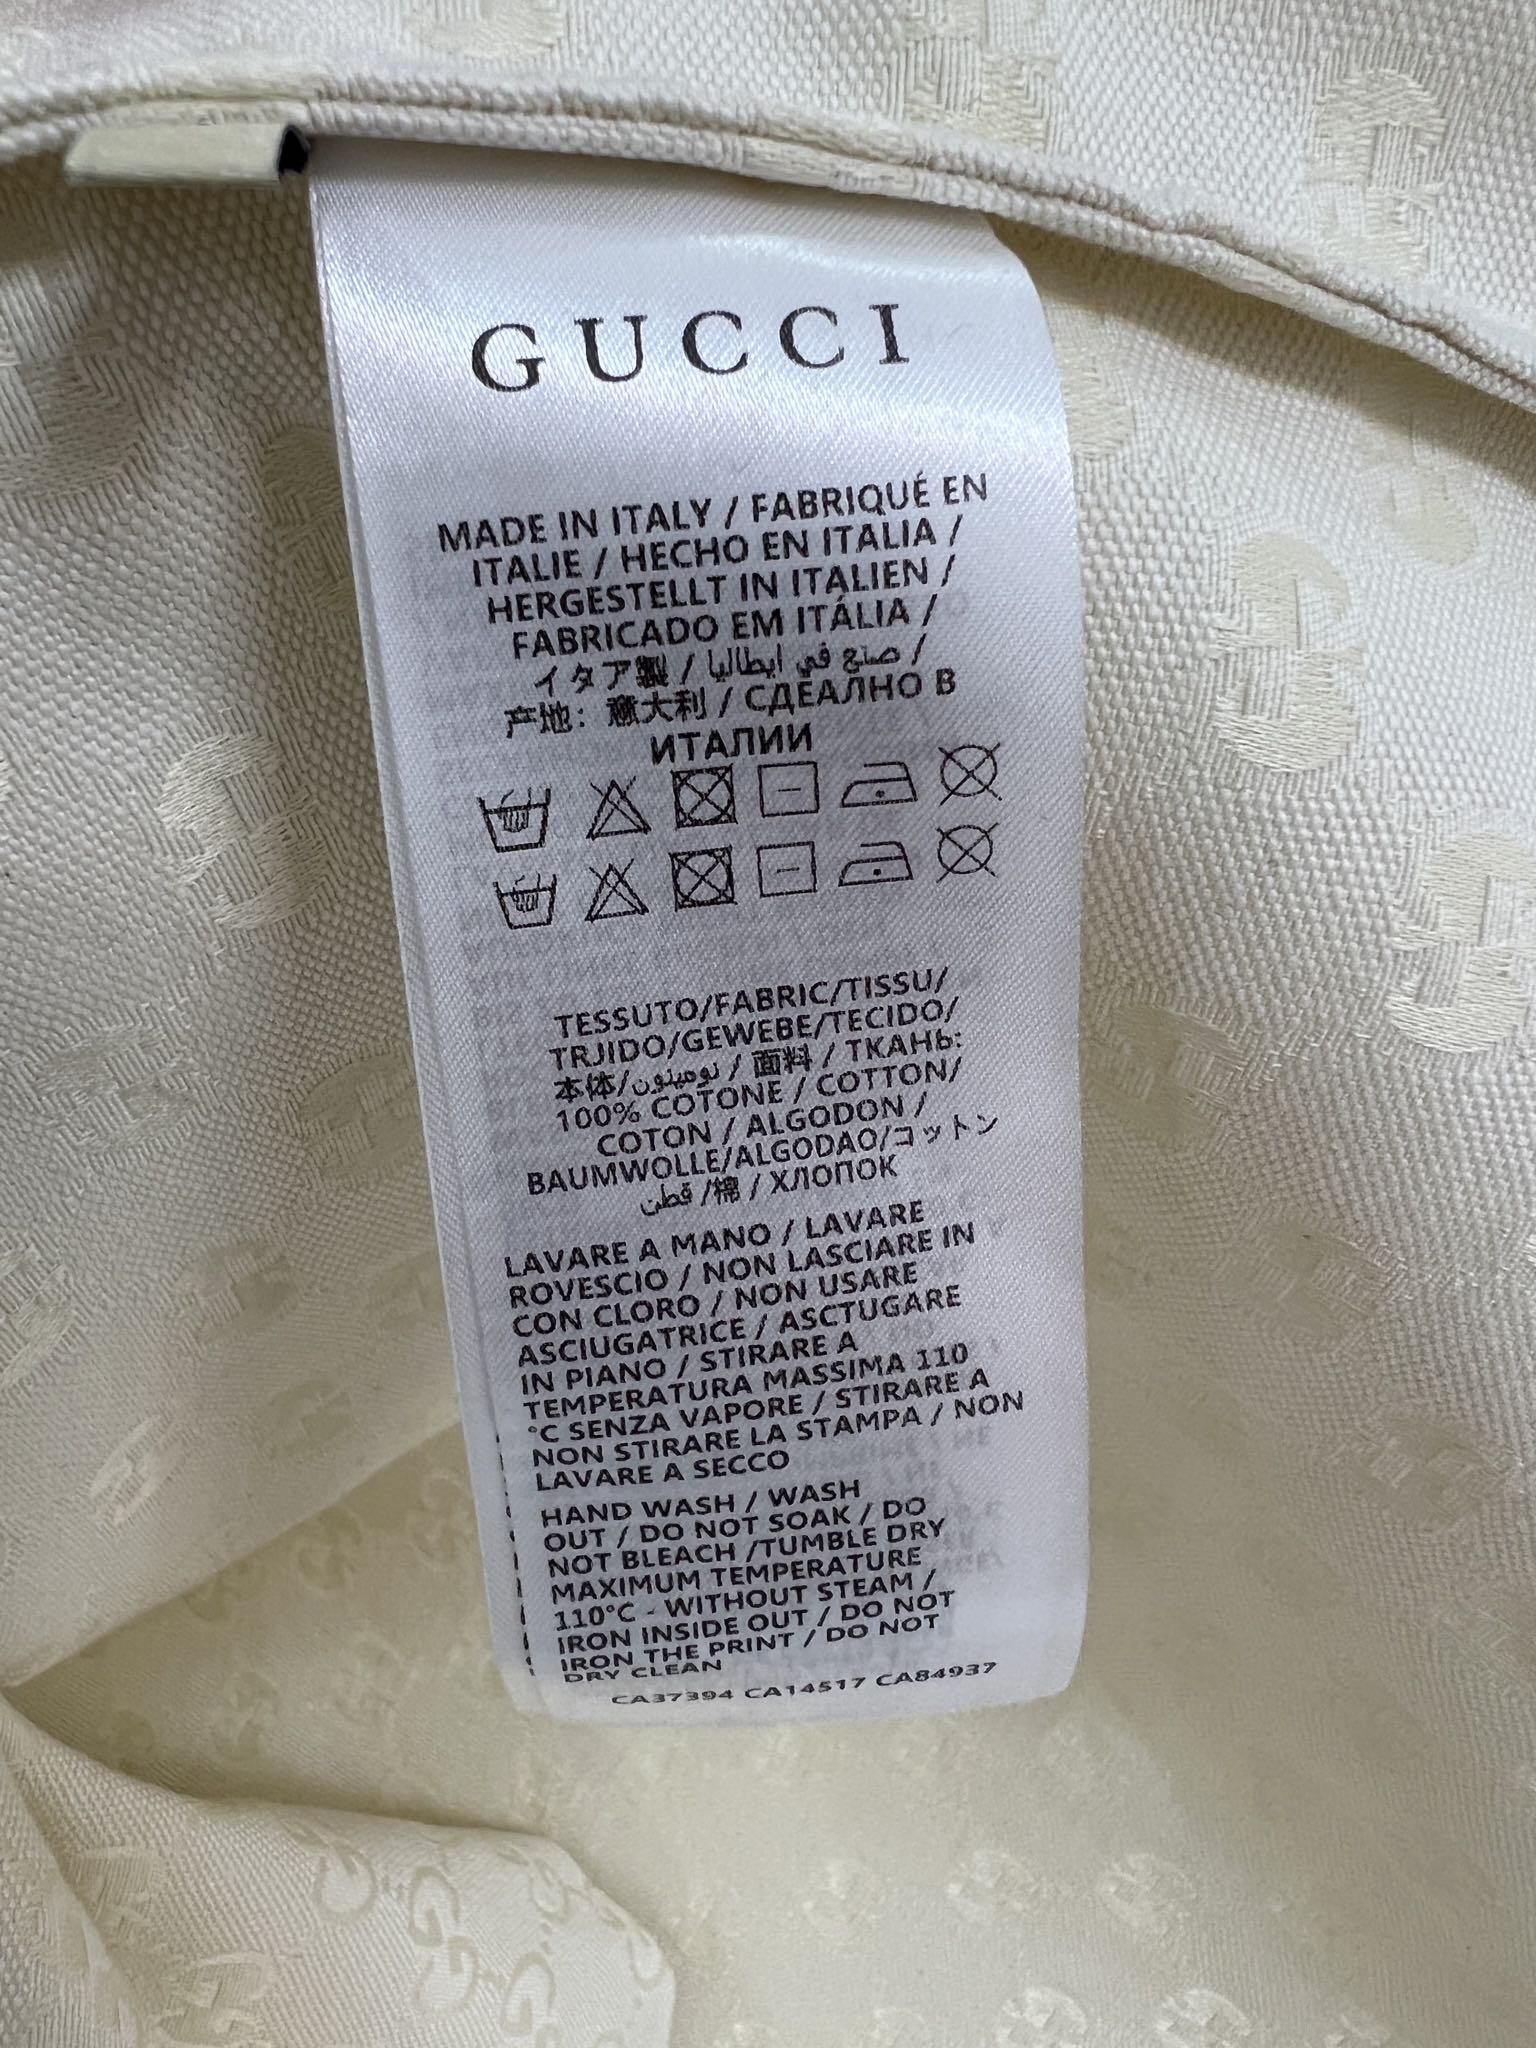 GUCCI
MADE IN ITALY / FABRIQUÉ EN
ITALIE / HECHO EN ITALIA /
HERGESTELLT IN ITALIEN /
FABRICADO EM ITÁLIA /
イタア製 / صنع في ايطاليا /
产地: 意大利 / СДЕАЛНО В
ИТАЛИИ
TESSUTO/FABRIC/TISSU/
TRJIDO/GEWEBE/TECIDO/
本体/نومينون / 面料 / ТКАНЬ:
100% COTONE / COTTON/
COTON / ALGODON /
BAUMWOLLE/ALGODAO/コットン
قطن /棉 / ХЛОПОК
LAVARE A MANO / LAVARE
ROVESCIO / NON LASCIARE IN
CON CLORO / NON USARE
ASCIUGATRICE / ASCTUGARE
IN PIANO / STIRARE A
TEMPERATURA MASSIMA 110
°C SENZA VAPORE / STIRARE A
NON STIRARE LA STAMPA / NON
LAVARE A SECCO
HAND WASH / WASH
OUT / DO NOT SOAK / DO
NOT BLEACH /TUMBLE DRY
MAXIMUM TEMPERATURE
110°C - WITHOUT STEAM /
IRON INSIDE OUT / DO NOT
IRON THE PRINT / DO NOT
DRY CLEAN
CA37394 CA14517 CA84937